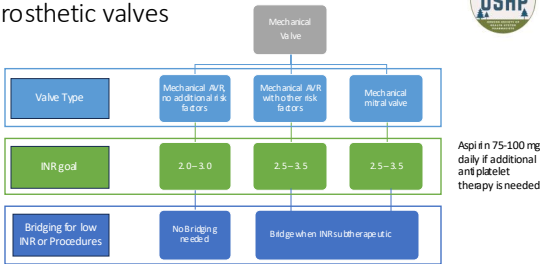 rosthetic valves
OSHP
Mechanical
Valve
Valve Type
Mechanical AVR,
no additional risk
factors
Mechanical AVR
with other risk
factors
Mechanical
mitral valve
INR goal
2.0–3.0
2.5–3.5
2.5–3.5
Aspirin 75-100 mg
daily if additional
antiplatelet
therapy is needed
Bridging for low
INR or Procedures
No Bridging
needed
Bridge when INR subtherapeutic